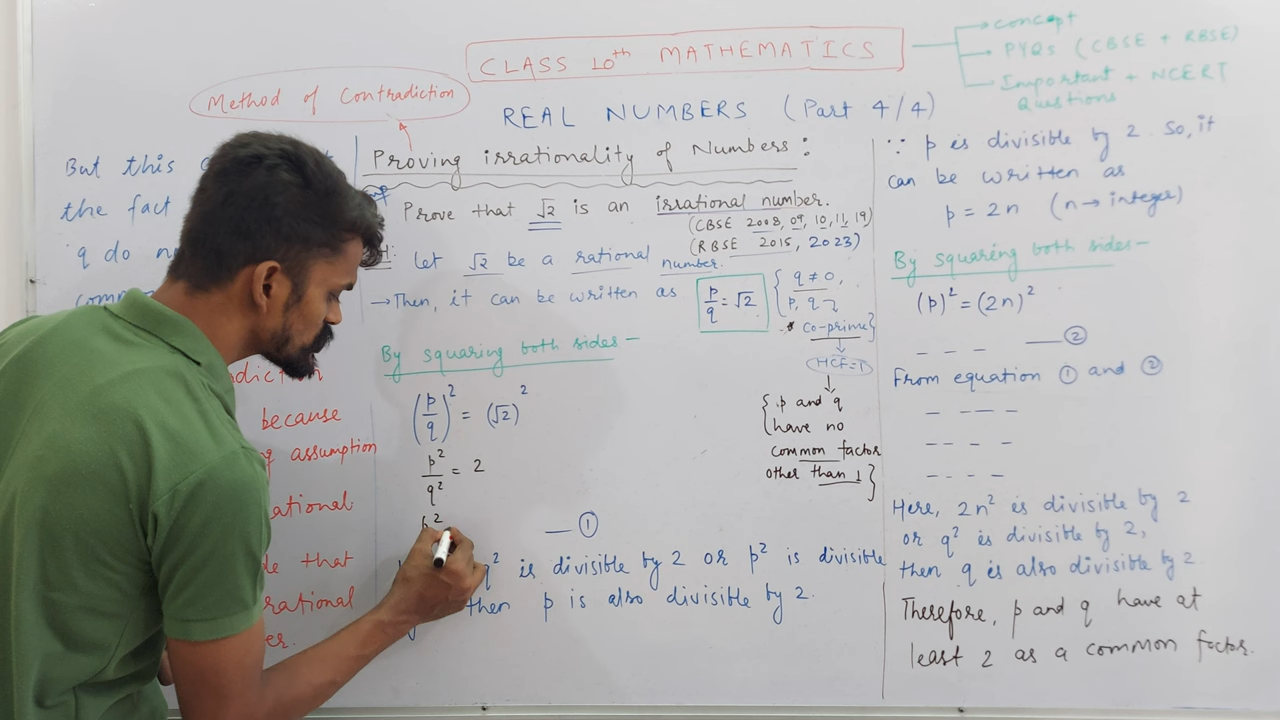 CLASS 10th MATHEMATICS
→ concept
→ PYQs (CBSE + RBSE)
→ Important + NCERT
Questions
Method of Contradiction
REAL NUMBERS (Part 4/4)
But this
the fact
q do
diction
because
assumption
ational
that
rational
er.
Proving irrationality of Numbers :
Prove that √2 is an irrational number.
(CBSE 2008, 09, 10, 11, 19)
(RBSE 2015, 2023)
Let √2 be a rational number.
→ Then, it can be written as p/q = √2 { q ≠ 0,
p, q →
Co-prime}
HCF=1
{ p and q
have no
common factor
other than 1 }
By squaring both sides —
(p/q)² = (√2)²
p²/q² = 2
p²
— ①
q² is divisible by 2 or p² is divisible
then p is also divisible by 2.
∵ p is divisible by 2. So, it
can be written as
p = 2n (n → integer)
By squaring both sides —
(p)² = (2n)²
_ _ _ — ②
From equation ① and ②
— — — —
— — — —
— — — —
Here, 2n² is divisible by 2
or q² is divisible by 2,
then q is also divisible by 2.
Therefore, p and q have at
least 2 as a common factor.